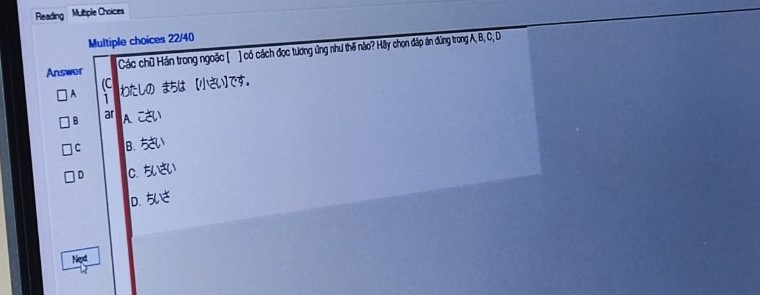 Reading Multiple Choices
Multiple choices 22/40
Answer
A
B
C
D
Next
(C
1
ar
Các chữ Hán trong ngoặc [ ] có cách đọc tương ứng như thế nào? Hãy chọn đáp án đúng trong A, B, C, D
わたしの まちは [小さい]です。
A. こさい
B. ちさい
C. ちいさい
D. ちいさ